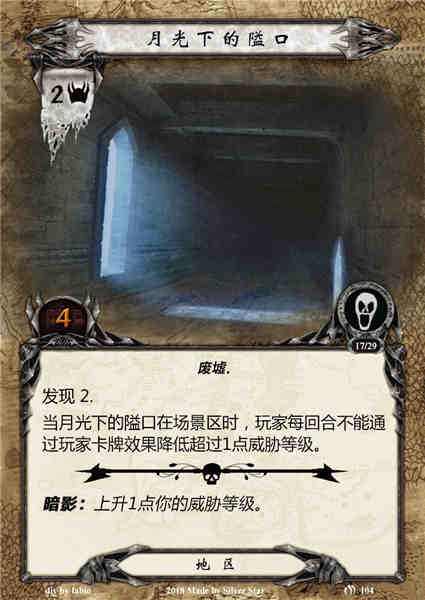 月光下的隘口
2
4
17/29
废墟.
发现 2.
当月光下的隘口在场景区时，玩家每回合不能通
过玩家卡牌效果降低超过1点威胁等级。
暗影：上升1点你的威胁等级。
地区
diy by fabio
2018 Made by Silver Star
104